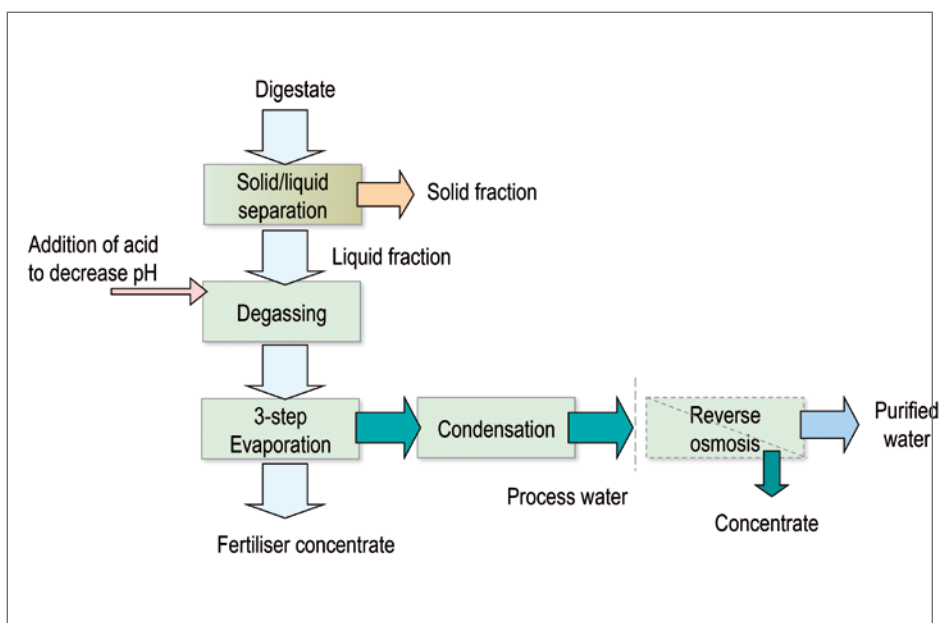 Digestate
Solid/liquid
separation
Solid fraction
Liquid fraction
Addition of acid
to decrease pH
Degassing
3-step
Evaporation
Condensation
Process water
Reverse
osmosis
Purified
water
Concentrate
Fertiliser concentrate